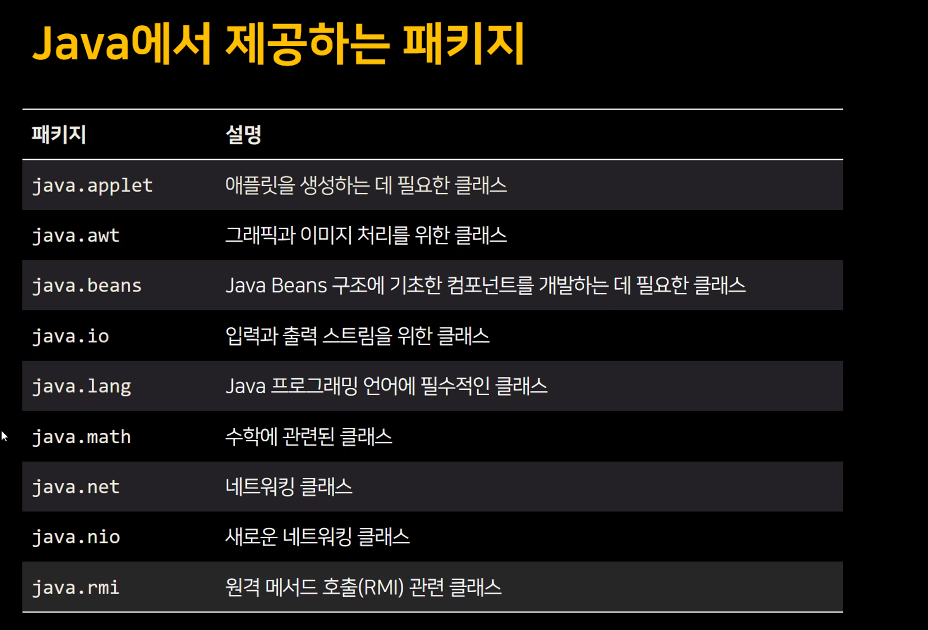 Java에서 제공하는 패키지
패키지 설명
java.applet 애플릿을 생성하는 데 필요한 클래스
java.awt 그래픽과 이미지 처리를 위한 클래스
java.beans Java Beans 구조에 기초한 컴포넌트를 개발하는 데 필요한 클래스
java.io 입력과 출력 스트림을 위한 클래스
java.lang Java 프로그래밍 언어에 필수적인 클래스
java.math 수학에 관련된 클래스
java.net 네트워킹 클래스
java.nio 새로운 네트워킹 클래스
java.rmi 원격 메서드 호출(RMI) 관련 클래스